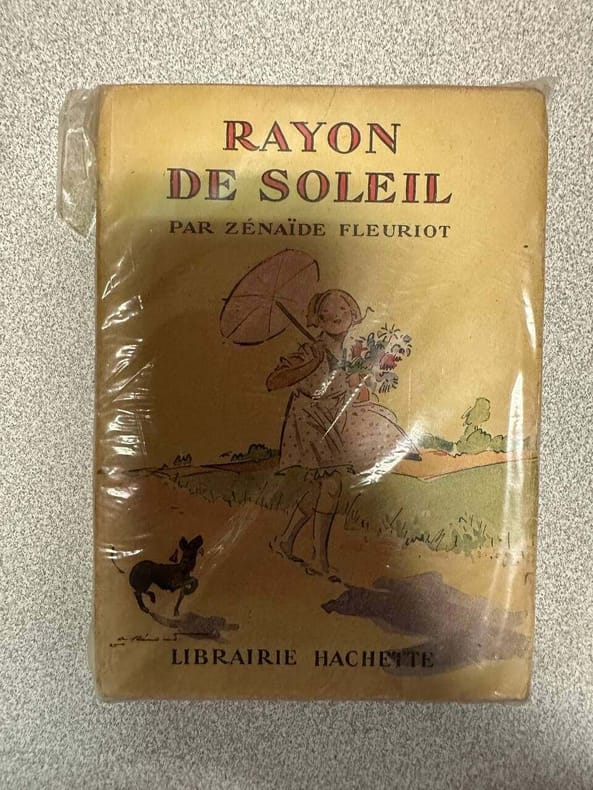 RAYON
DE SOLEIL
PAR ZÉNAÏDE FLEURIOT
LIBRAIRIE HACHETTE